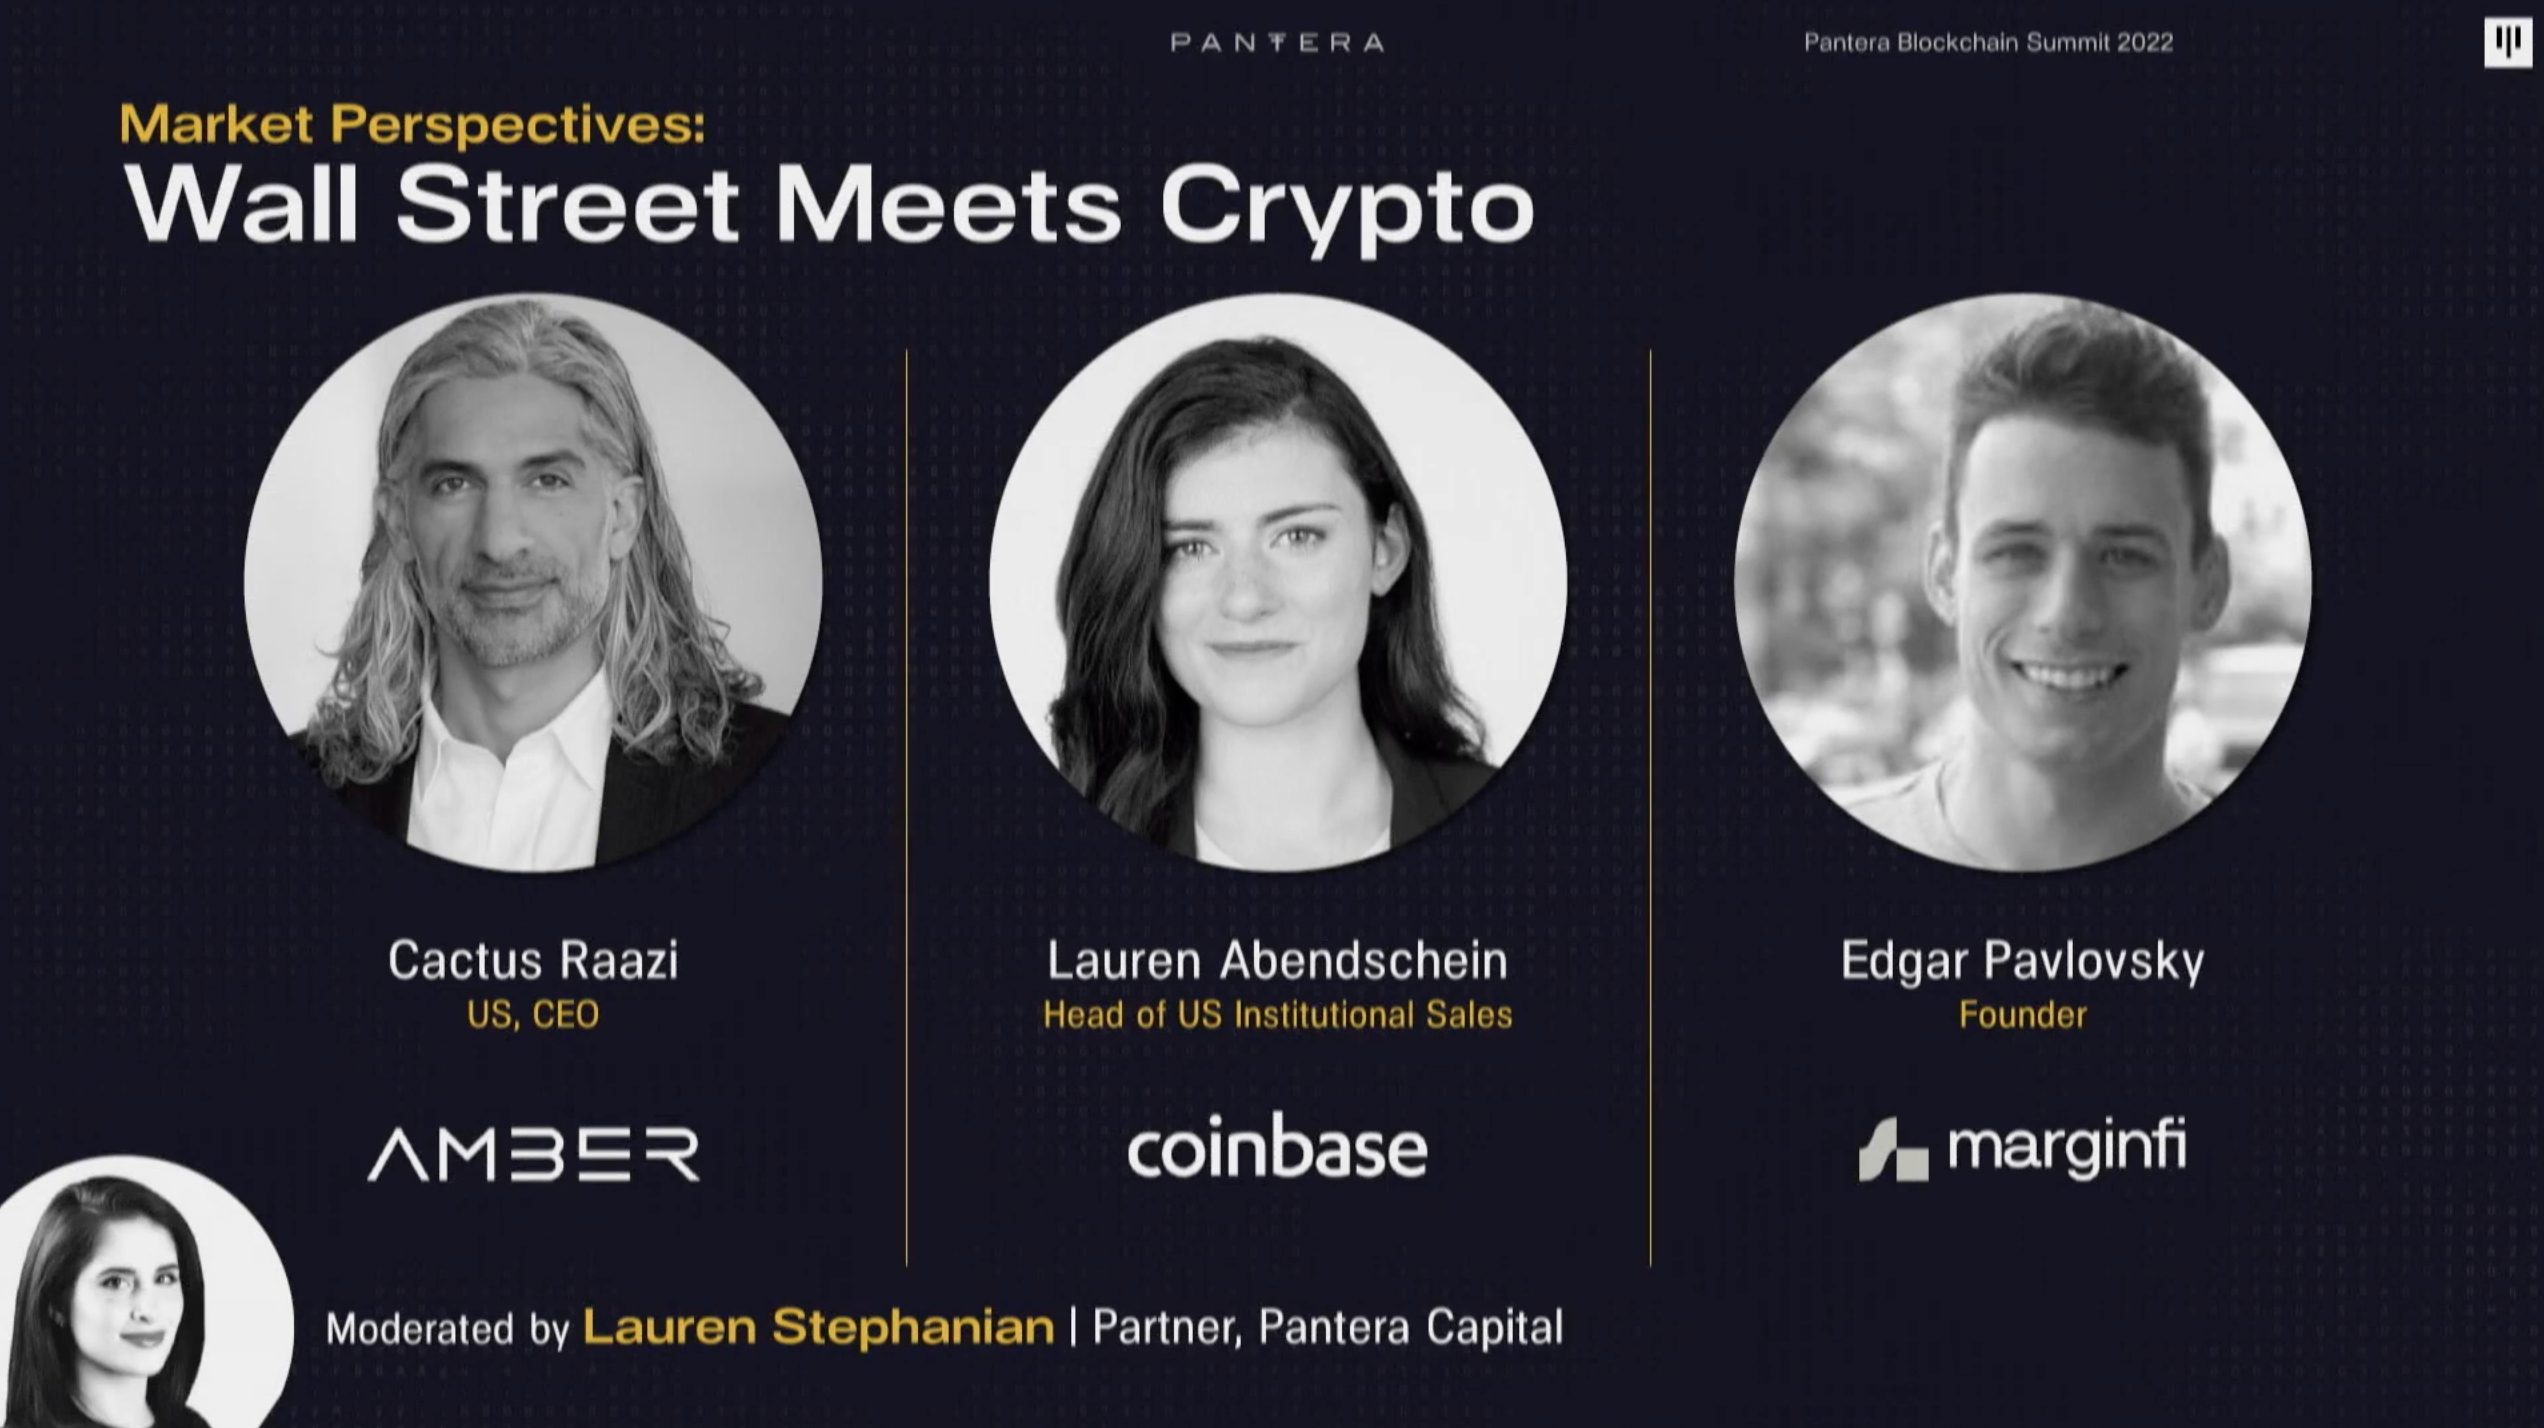 PANTERA
Pantera Blockchain Summit 2022
Market Perspectives:
Wall Street Meets Crypto
Cactus Raazi
US, CEO
AMBER
Lauren Abendschein
Head of US Institutional Sales
coinbase
Edgar Pavlovsky
Founder
marginfi
Moderated by Lauren Stephanian | Partner, Pantera Capital